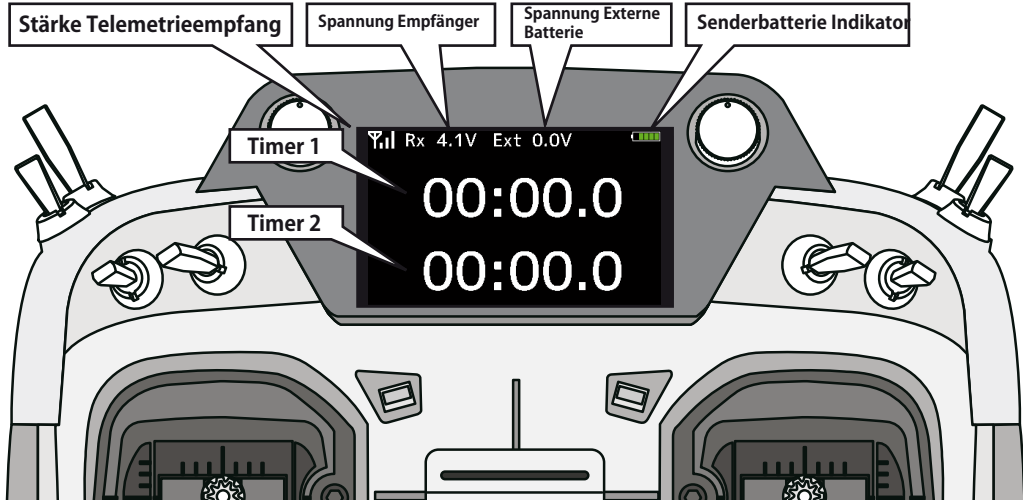 Stärke Telemetrieempfang
Spannung Empfänger
Spannung Externe
Batterie
Senderbatterie Indikator
Rx 4.1V Ext 0.0V
Timer 1
00:00.0
Timer 2
00:00.0